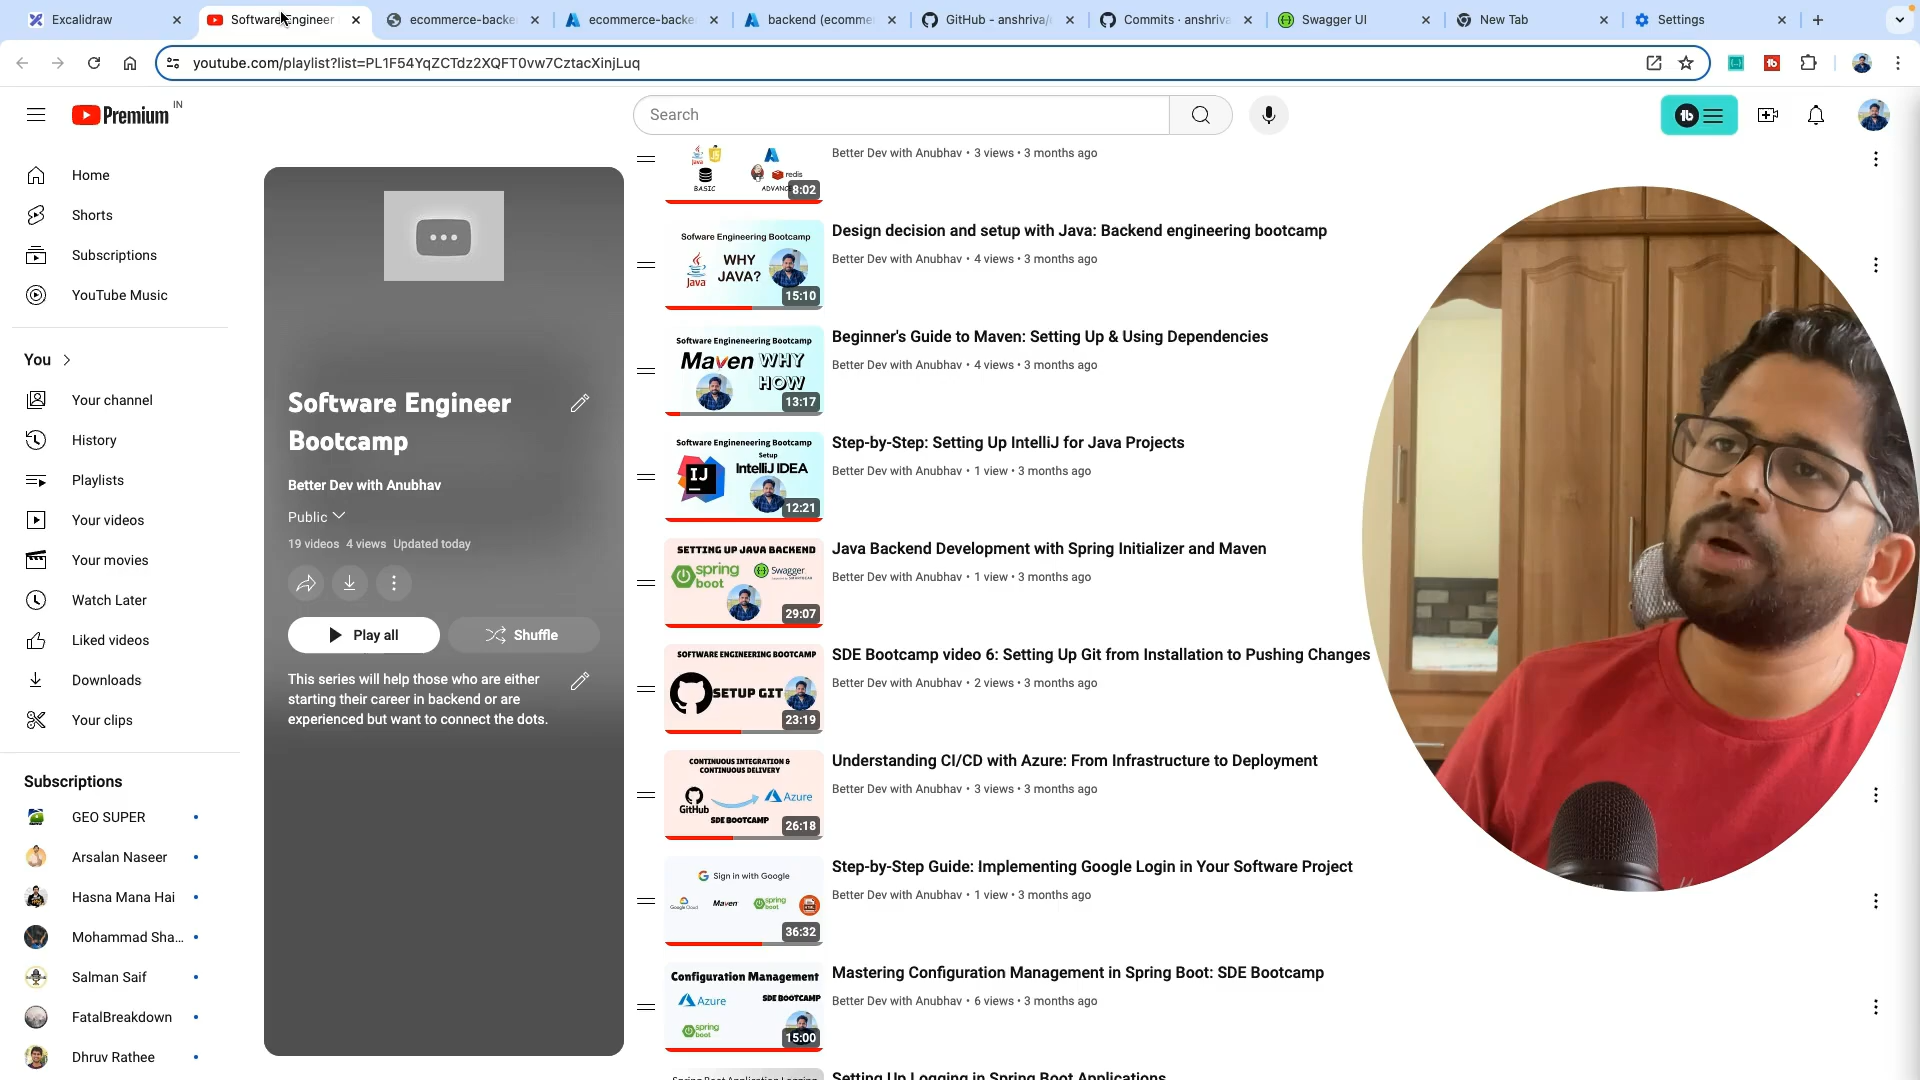 Excalidraw
Software Engineer
ecommerce-backe
ecommerce-backe
backend (ecomme
GitHub - anshriva/
Commits · anshriva
Swagger UI
New Tab
Settings
youtube.com/playlist?list=PL1F54YqZCTdz2XQFT0vw7CztacXinjLuq
Premium
IN
Search
Home
Shorts
Subscriptions
YouTube Music
You
Your channel
History
Playlists
Your videos
Your movies
Watch Later
Liked videos
Downloads
Your clips
Subscriptions
GEO SUPER
Arsalan Naseer
Hasna Mana Hai
Mohammad Sha...
Salman Saif
FatalBreakdown
Dhruv Rathee
Software Engineer
Bootcamp
Better Dev with Anubhav
Public
19 videos 4 views Updated today
Play all
Shuffle
This series will help those who are either
starting their career in backend or are
experienced but want to connect the dots.
Java
redis
BASIC
8:02
Better Dev with Anubhav • 3 views • 3 months ago
Sofware Engineering Bootcamp
WHY
JAVA?
Java
15:10
Design decision and setup with Java: Backend engineering bootcamp
Better Dev with Anubhav • 4 views • 3 months ago
Software Engineneering Bootcamp
Maven WHY
HOW
13:17
Beginner's Guide to Maven: Setting Up & Using Dependencies
Better Dev with Anubhav • 4 views • 3 months ago
Software Engineneering Bootcamp
Setup
IntelliJ IDEA
IJ
12:21
Step-by-Step: Setting Up IntelliJ for Java Projects
Better Dev with Anubhav • 1 view • 3 months ago
SETTING UP JAVA BACKEND
spring
boot
Swagger
29:07
Java Backend Development with Spring Initializer and Maven
Better Dev with Anubhav • 1 view • 3 months ago
SOFTWARE ENGINEERING BOOTCAMP
SETUP GIT
23:19
SDE Bootcamp video 6: Setting Up Git from Installation to Pushing Changes
Better Dev with Anubhav • 2 views • 3 months ago
CONTINUOUS INTEGRATION &
CONTINUOUS DELIVERY
GitHub
Azure
SDE BOOTCAMP
26:18
Understanding CI/CD with Azure: From Infrastructure to Deployment
Better Dev with Anubhav • 3 views • 3 months ago
Sign in with Google
Google Cloud
Maven
spring
boot
36:32
Step-by-Step Guide: Implementing Google Login in Your Software Project
Better Dev with Anubhav • 1 view • 3 months ago
Configuration Management
Azure
SDE BOOTCAMP
spring
boot
15:00
Mastering Configuration Management in Spring Boot: SDE Bootcamp
Better Dev with Anubhav • 6 views • 3 months ago
Setting Up Logging in Spring Boot Applications